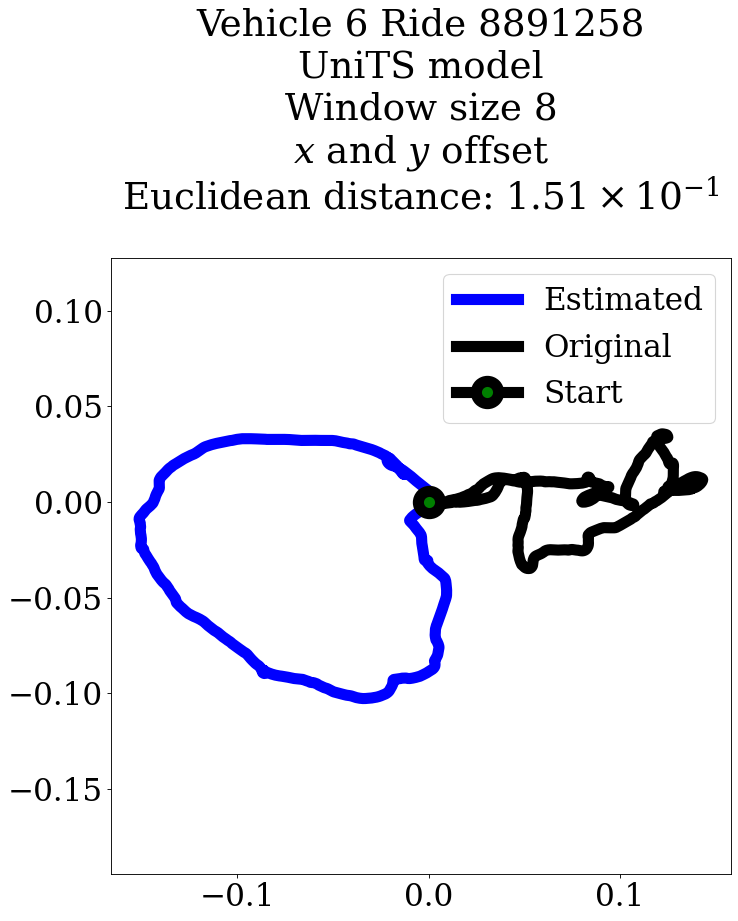 Vehicle 6 Ride 8891258
UniTS model
Window size 8
x and y offset
Euclidean distance: 1.51 × 10⁻¹
Estimated
Original
Start
0.10
0.05
0.00
−0.05
−0.10
−0.15
−0.1
0.0
0.1